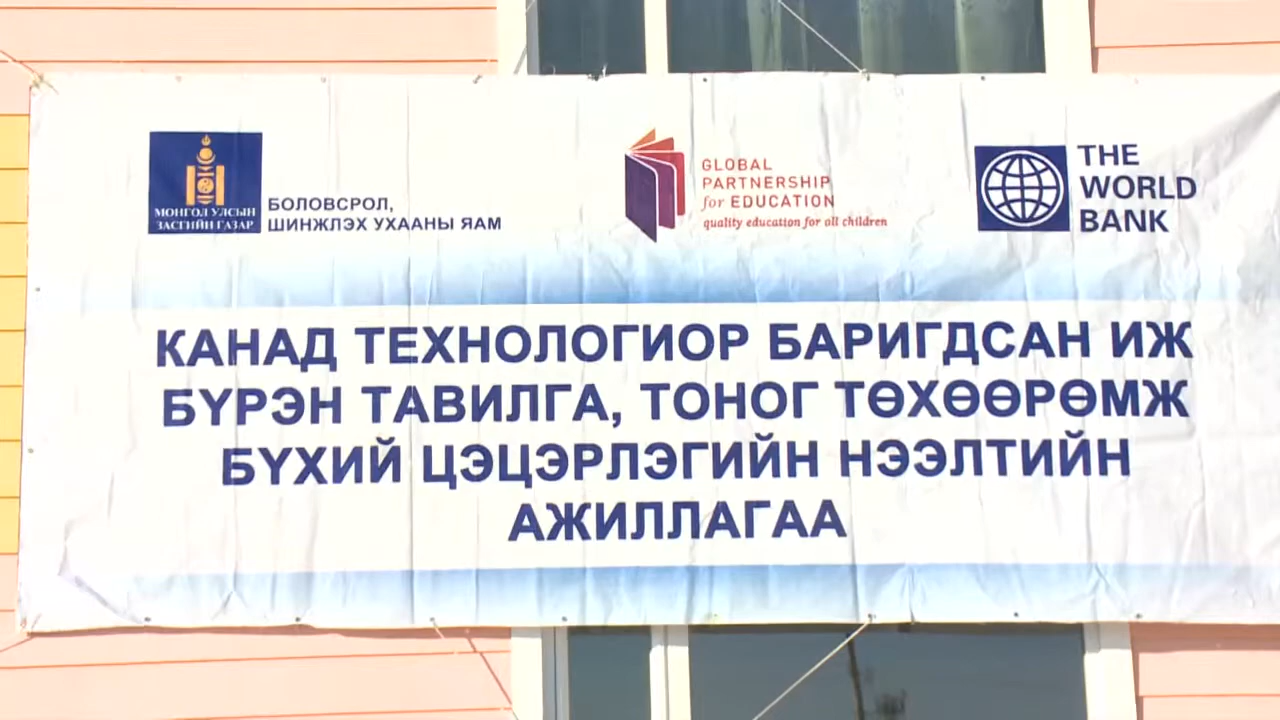 МОНГОЛ УЛСЫН
ЗАСГИЙН ГАЗАР
БОЛОВСРОЛ,
ШИНЖЛЭХ УХААНЫ ЯАМ
GLOBAL
PARTNERSHIP
for EDUCATION
quality education for all children
THE
WORLD
BANK
КАНАД ТЕХНОЛОГИОР БАРИГДСАН ИЖ
БҮРЭН ТАВИЛГА, ТОНОГ ТӨХӨӨРӨМЖ
БҮХИЙ ЦЭЦЭРЛЭГИЙН НЭЭЛТИЙН
АЖИЛЛАГАА